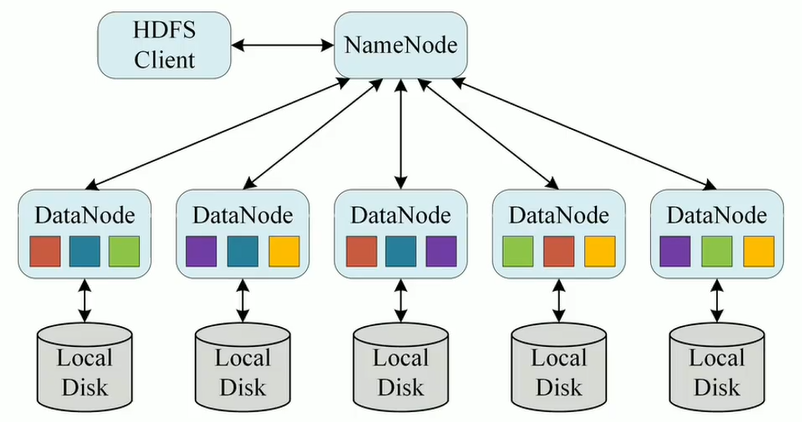 HDFS
Client
NameNode
DataNode
DataNode
DataNode
DataNode
DataNode
Local
Disk
Local
Disk
Local
Disk
Local
Disk
Local
Disk